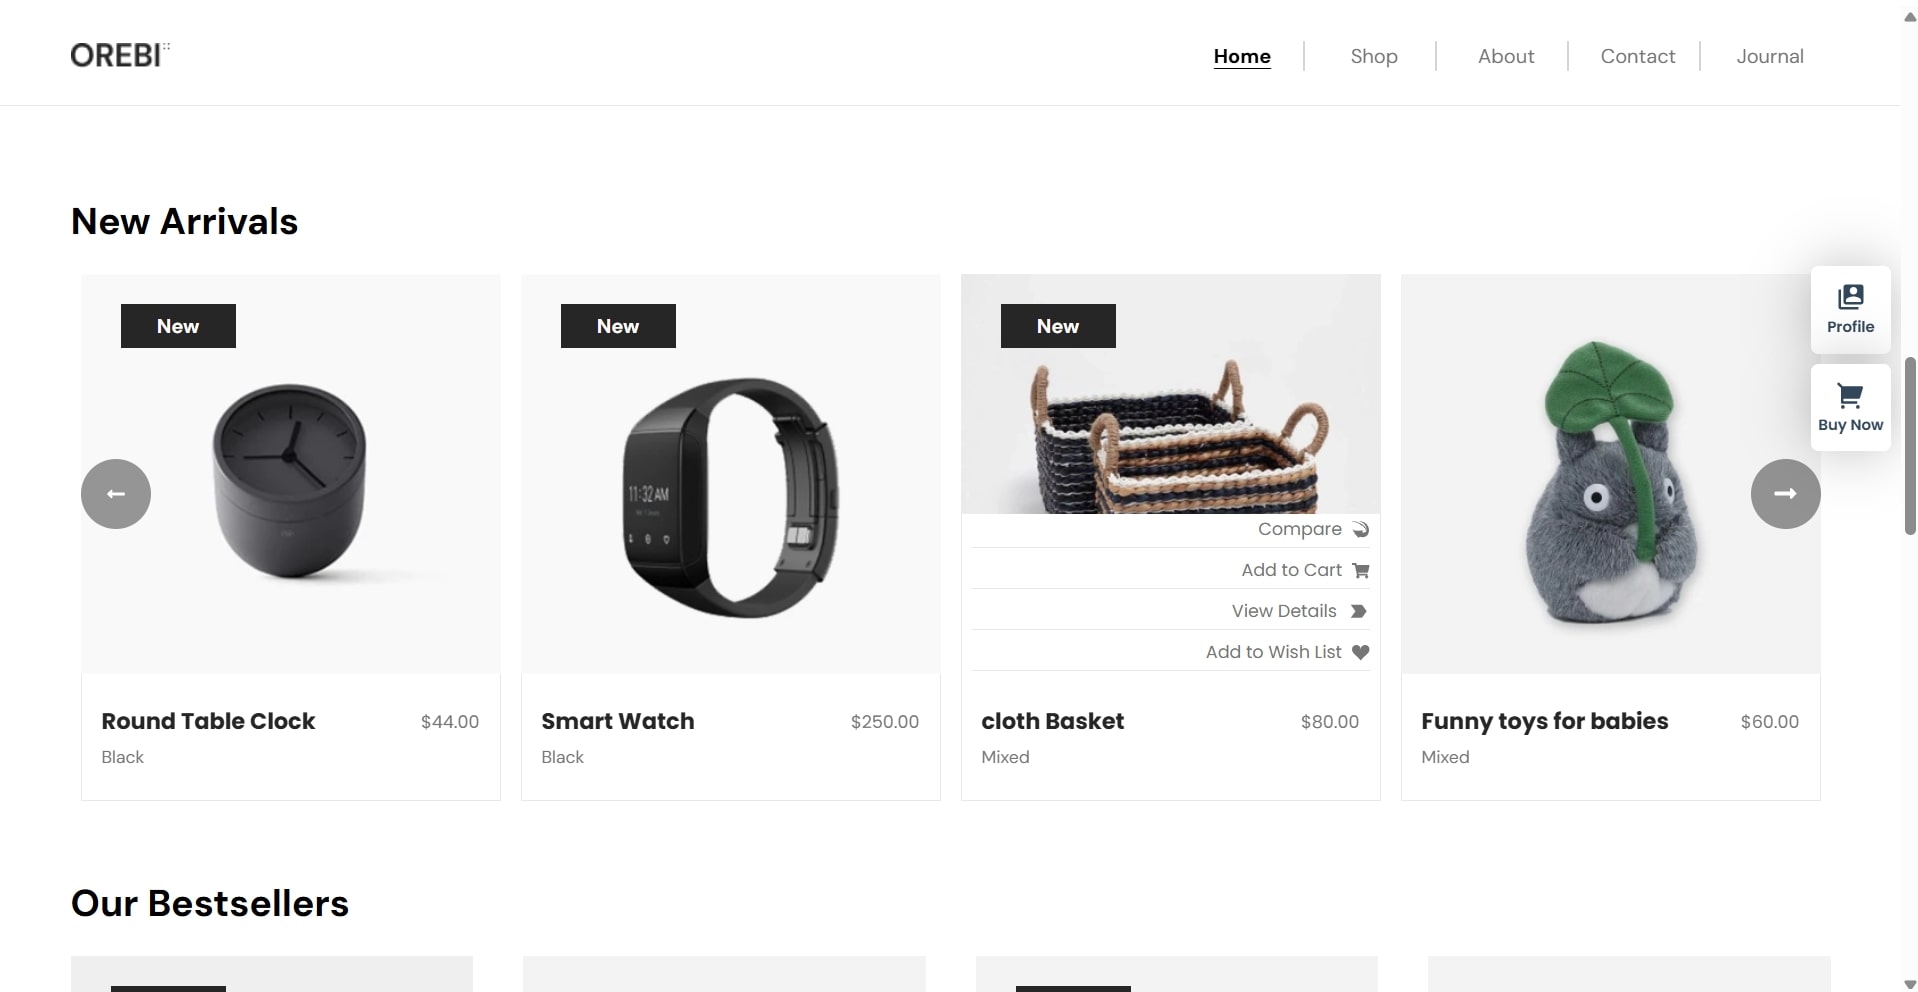 OREBI
Home
Shop
About
Contact
Journal
New Arrivals
New
New
New
11:32 AM
Compare
Add to Cart
View Details
Add to Wish List
Profile
Buy Now
Round Table Clock
$44.00
Black
Smart Watch
$250.00
Black
cloth Basket
$80.00
Mixed
Funny toys for babies
$60.00
Mixed
Our Bestsellers